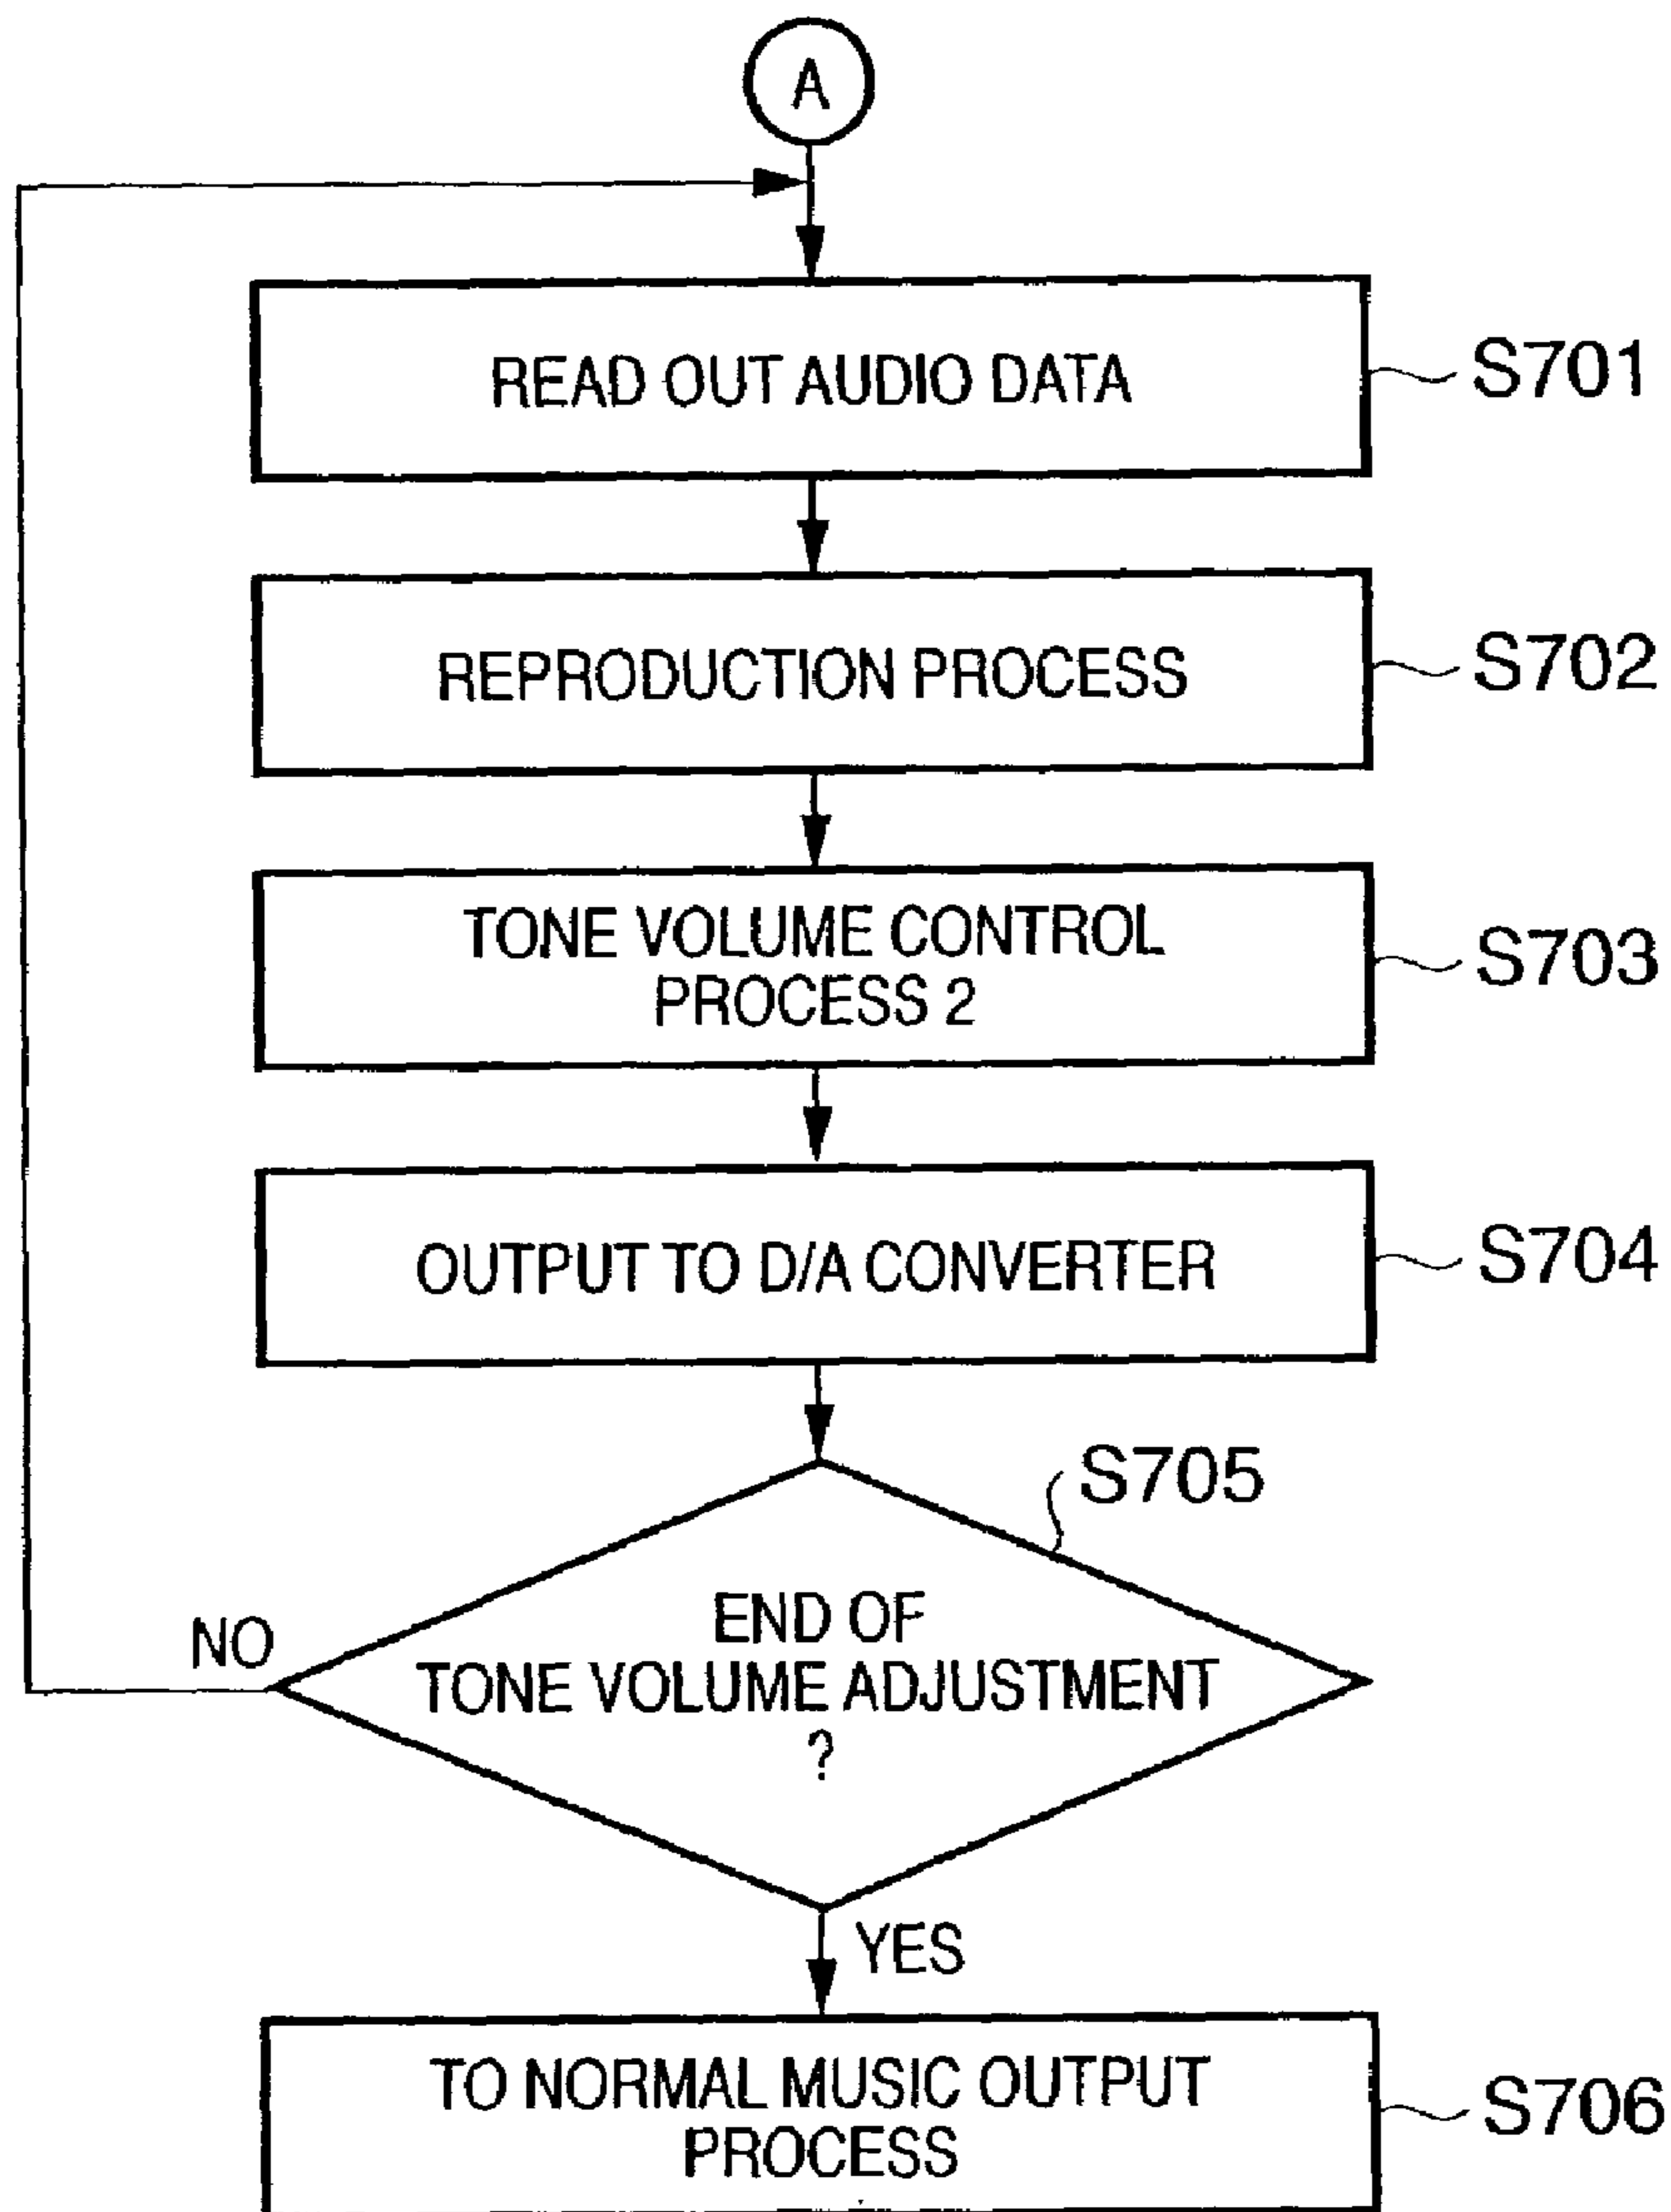 A
READ OUT AUDIO DATA
S701
REPRODUCTION PROCESS
S702
TONE VOLUME CONTROL
PROCESS 2
S703
OUTPUT TO D/A CONVERTER
S704
S705
END OF
TONE VOLUME ADJUSTMENT
?
NO
YES
TO NORMAL MUSIC OUTPUT
PROCESS
S706